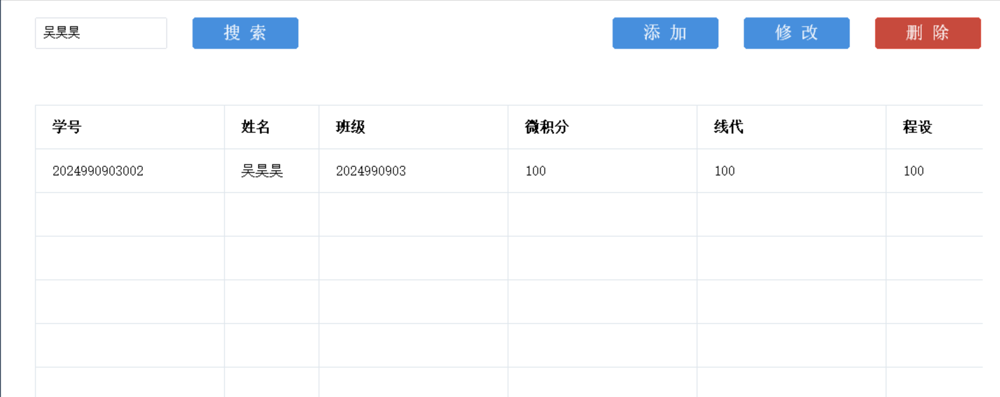 吴昊昊 搜 索 添 加 修 改 删 除
学号 姓名 班级 微积分 线代 程设
2024990903002 吴昊昊 2024990903 100 100 100